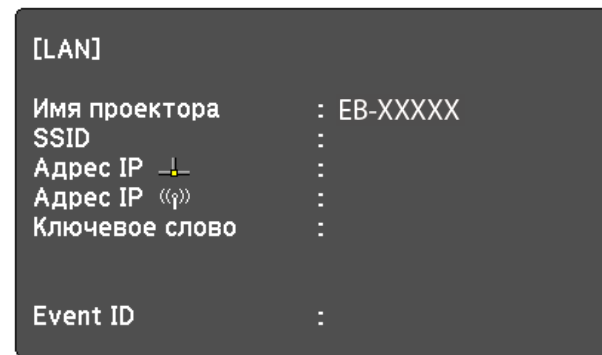 [LAN]
Имя проектора : EB-XXXXX
SSID :
Адрес IP :
Адрес IP :
Ключевое слово :
Event ID :